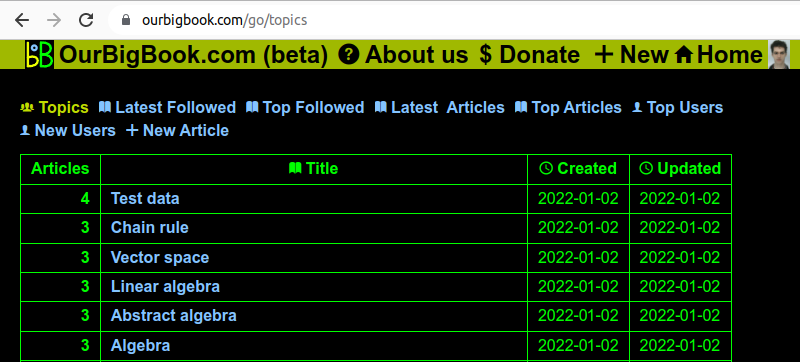 ourbigbook.com/go/topics
OurBigBook.com (beta) ? About us $ Donate + New Home
Topics Latest Followed Top Followed Latest Articles Top Articles Top Users
New Users + New Article
Articles Title Created Updated
4 Test data 2022-01-02 2022-01-02
3 Chain rule 2022-01-02 2022-01-02
3 Vector space 2022-01-02 2022-01-02
3 Linear algebra 2022-01-02 2022-01-02
3 Abstract algebra 2022-01-02 2022-01-02
3 Algebra 2022-01-02 2022-01-02